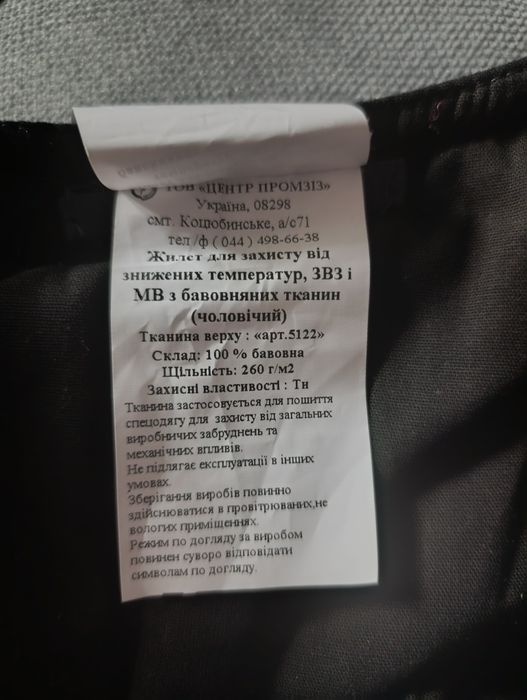 ТОВ «ЦЕНТР ПРОМЗІЗ»
Україна, 08298
смт. Коцюбинське, а/с71
тел /ф ( 044 ) 498-66-38
Жилет для захисту від
знижених температур, ЗВЗ і
МВ з бавовняних тканин
(чоловічий)
Тканина верху : «арт.5122»
Склад: 100 % бавовна
Щільність: 260 г/м2
Захисні властивості : Тн
Тканина застосовується для пошиття
спецодягу для захисту від загальних
виробничих забруднень та
механічних впливів.
Не підлягає експлуатації в інших
умовах.
Зберігання виробів повинно
здійснюватися в провітрюваних,не
вологих приміщеннях.
Режим по догляду за виробом
повинен суворо відповідати
символам по догляду.